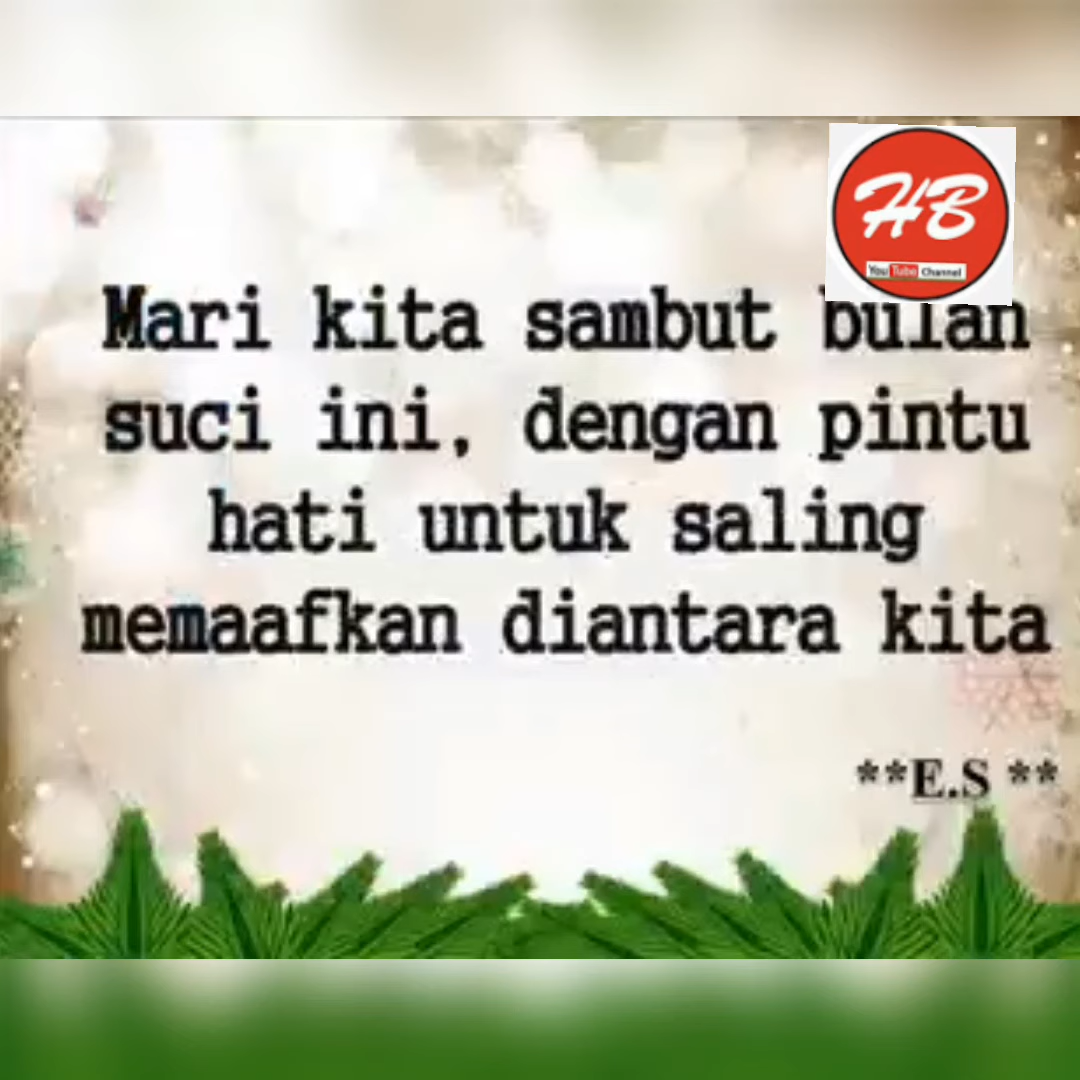 HB
YouTube Channel
Mari kita sambut bulan
suci ini, dengan pintu
hati untuk saling
memaafkan diantara kita
**E.S **